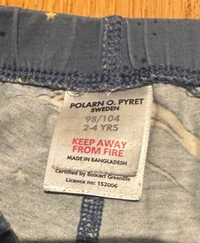 POLARN O. PYRET
SWEDEN
98/104
2-4 YRS
KEEP AWAY
FROM FIRE
MADE IN BANGLADESH
Certified by Ecocart Greenlife
Licence no: 152006